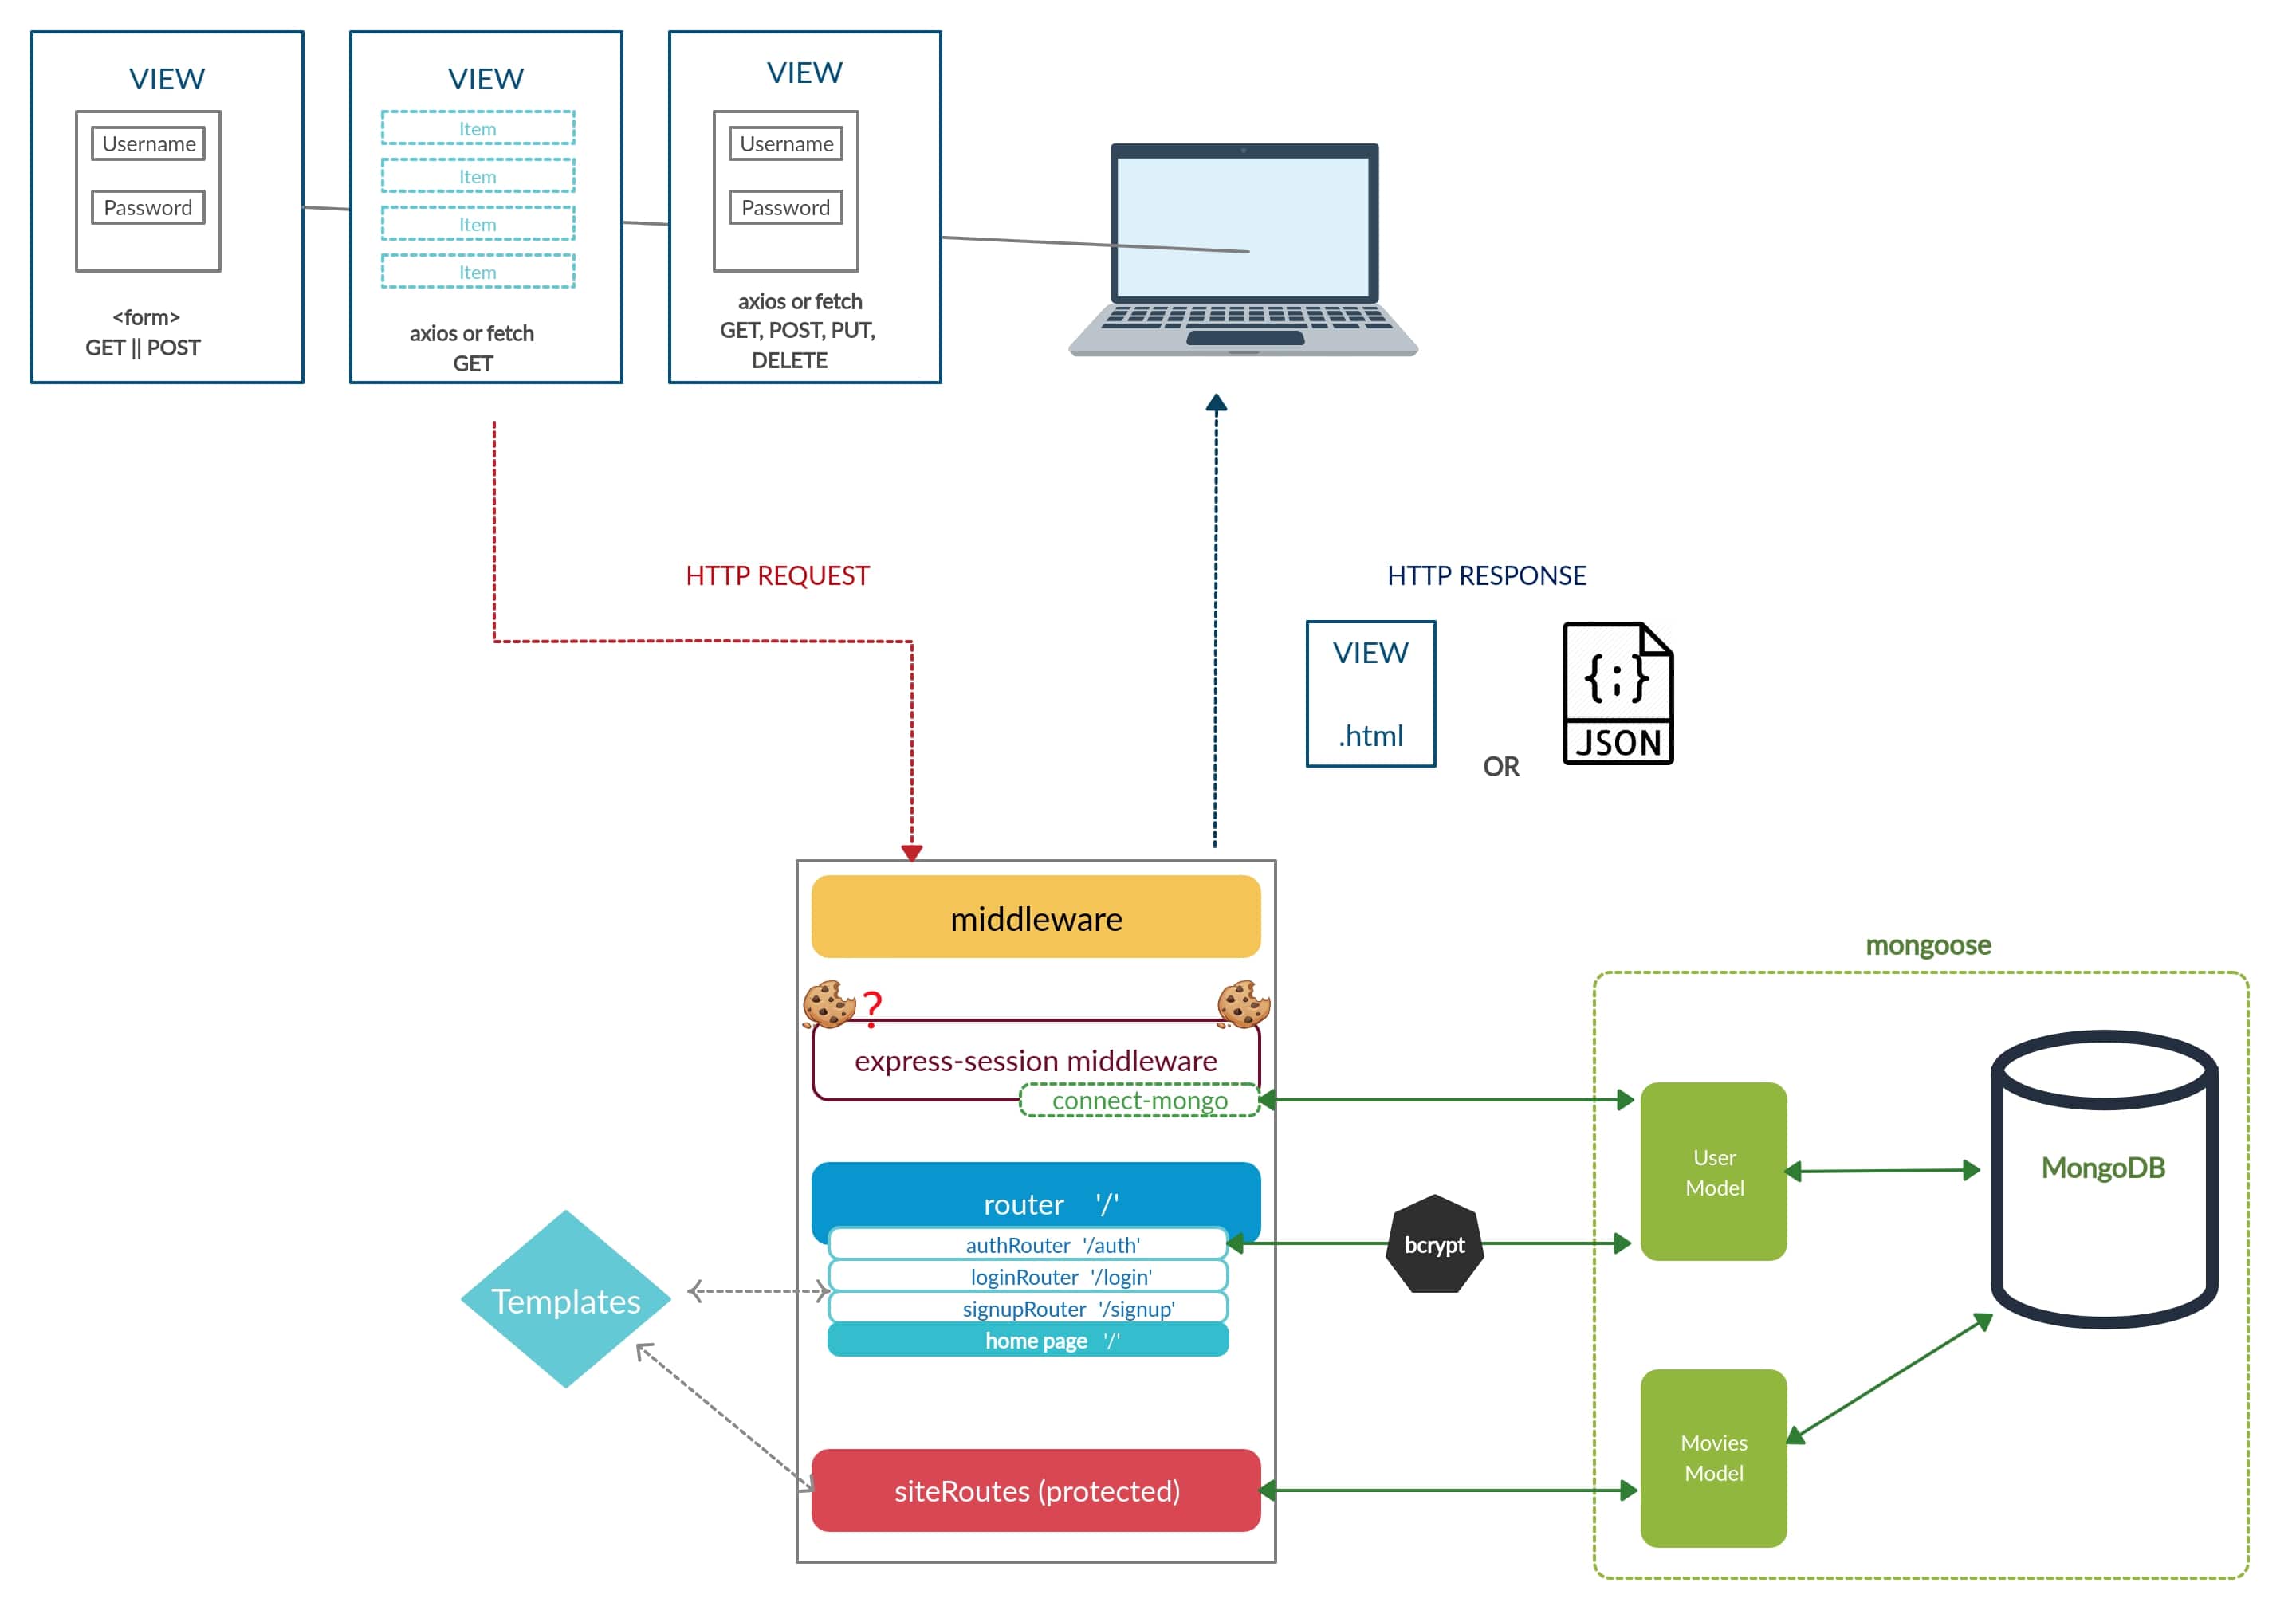 VIEW
Username
Password
<form>
GET || POST
VIEW
Item
Item
Item
Item
axios or fetch
GET
VIEW
Username
Password
axios or fetch
GET, POST, PUT,
DELETE
HTTP REQUEST
HTTP RESPONSE
VIEW
.html
OR
{;}
JSON
middleware
?
express-session middleware
connect-mongo
router '/'
authRouter '/auth'
loginRouter '/login'
signupRouter '/signup'
home page '/'
siteRoutes (protected)
Templates
bcrypt
mongoose
User
Model
MongoDB
Movies
Model